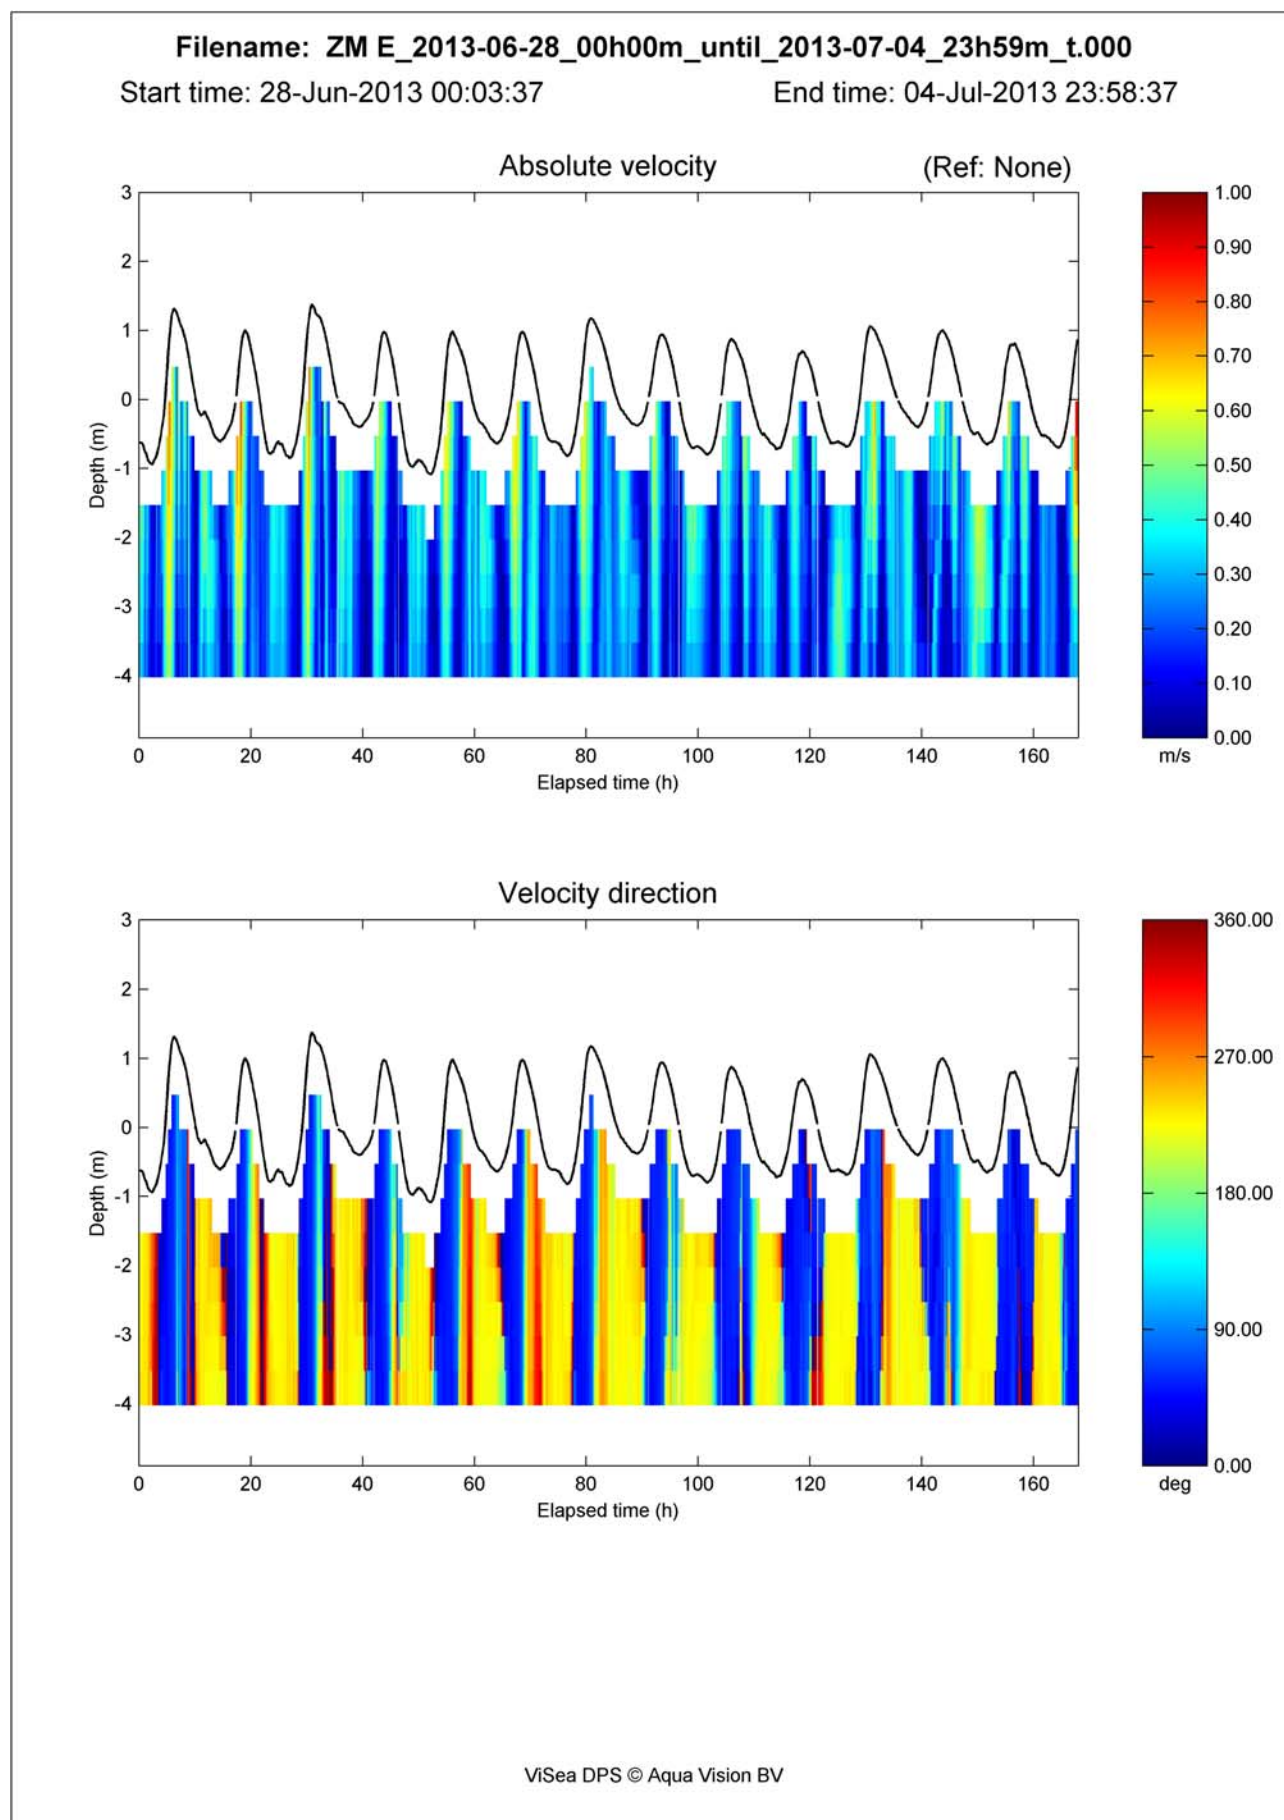 Filename: ZM E_2013-06-28_00h00m_until_2013-07-04_23h59m_t.000
Start time: 28-Jun-2013 00:03:37 End time: 04-Jul-2013 23:58:37
Absolute velocity (Ref: None)
3
2
1
0
-1
-2
-3
-4
Depth (m)
0 20 40 60 80 100 120 140 160
Elapsed time (h)
1.00
0.90
0.80
0.70
0.60
0.50
0.40
0.30
0.20
0.10
0.00
m/s
Velocity direction
3
2
1
0
-1
-2
-3
-4
Depth (m)
0 20 40 60 80 100 120 140 160
Elapsed time (h)
360.00
270.00
180.00
90.00
0.00
deg
ViSea DPS © Aqua Vision BV